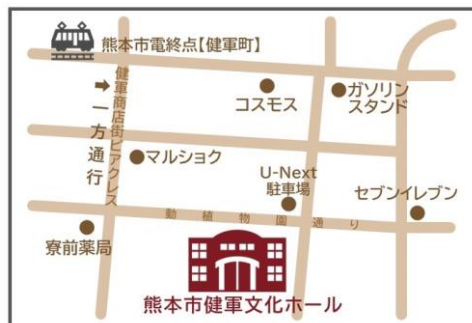 熊本市電終点【健軍町】
健軍商店街ピアクレス
➡一方通行
コスモス
ガソリン
スタンド
マルショク
U-Next
駐車場
セブンイレブン
動植物園通り
寮前薬局
熊本市健軍文化ホール